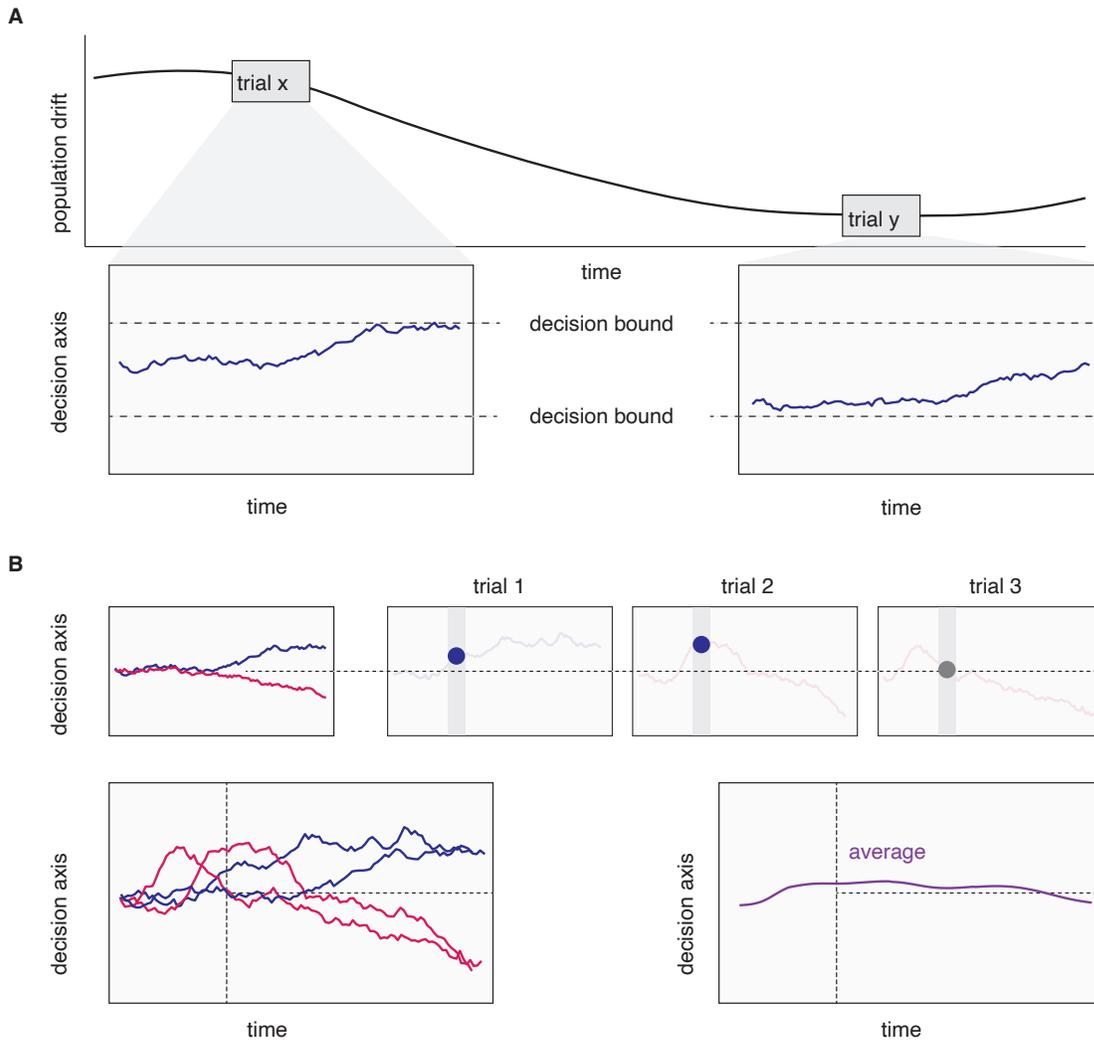 A
population drift
trial x
trial y
time
decision axis
decision bound
decision bound
time
time
B
trial 1
trial 2
trial 3
decision axis
decision axis
average
decision axis
time
time